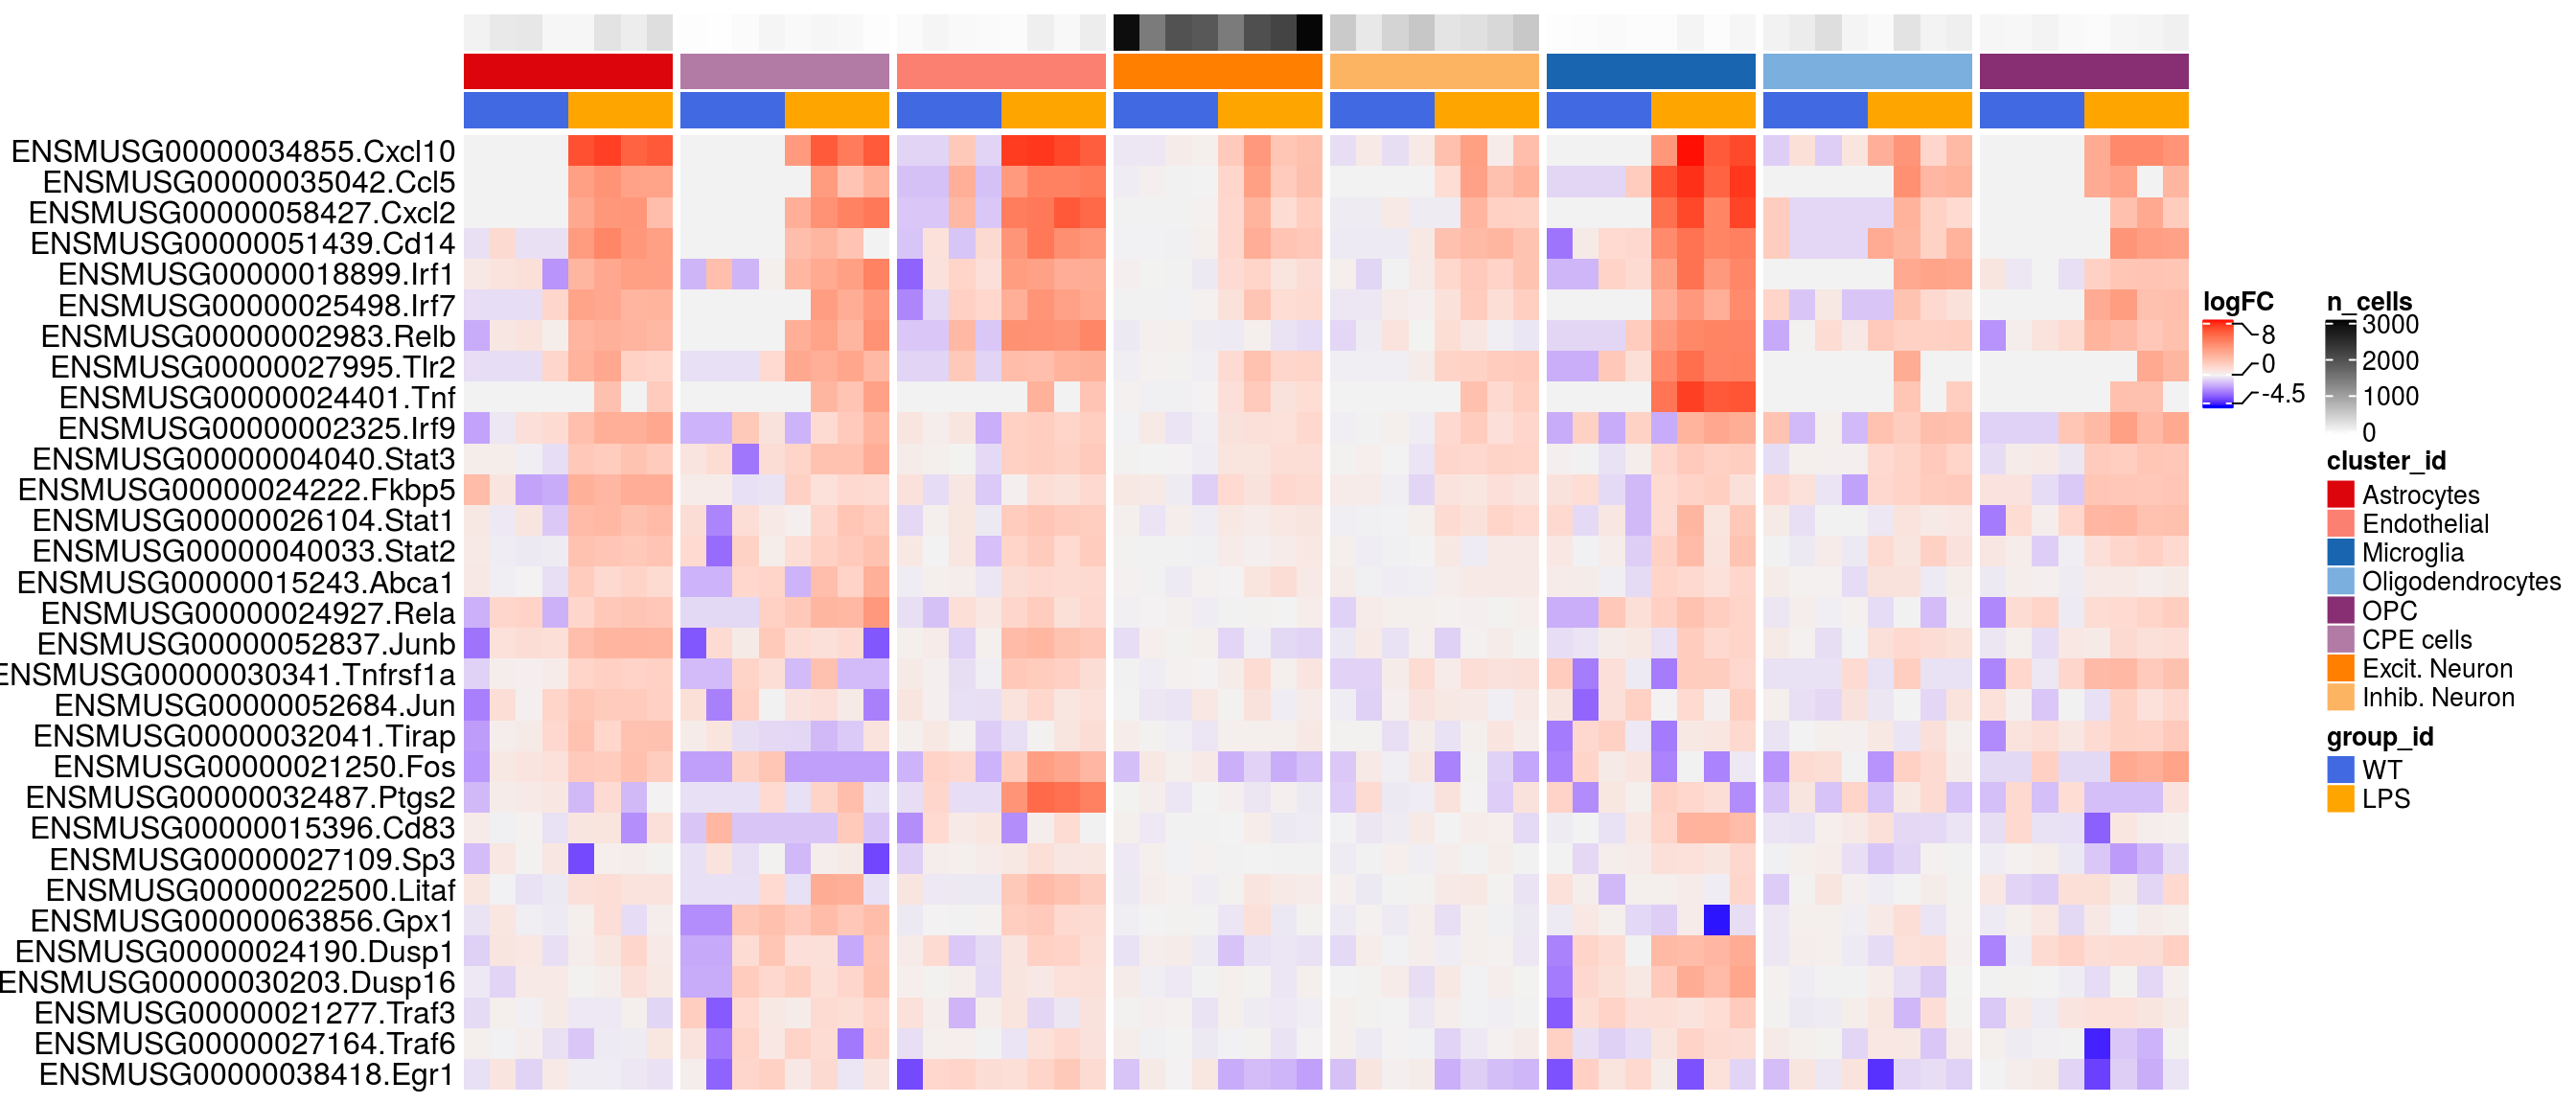 ENSMUSG00000034855.Cxcl10
ENSMUSG00000035042.Ccl5
ENSMUSG00000058427.Cxcl2
ENSMUSG00000051439.Cd14
ENSMUSG00000018899.Irf1
ENSMUSG00000025498.Irf7
ENSMUSG00000002983.Relb
ENSMUSG00000027995.Tlr2
ENSMUSG00000024401.Tnf
ENSMUSG00000002325.Irf9
ENSMUSG00000004040.Stat3
ENSMUSG00000024222.Fkbp5
ENSMUSG00000026104.Stat1
ENSMUSG00000040033.Stat2
ENSMUSG00000015243.Abca1
ENSMUSG00000024927.Rela
ENSMUSG00000052837.Junb
ENSMUSG00000030341.Tnfrsf1a
ENSMUSG00000052684.Jun
ENSMUSG00000032041.Tirap
ENSMUSG00000021250.Fos
ENSMUSG00000032487.Ptgs2
ENSMUSG00000015396.Cd83
ENSMUSG00000027109.Sp3
ENSMUSG00000022500.Litaf
ENSMUSG00000063856.Gpx1
ENSMUSG00000024190.Dusp1
ENSMUSG00000030203.Dusp16
ENSMUSG00000021277.Traf3
ENSMUSG00000027164.Traf6
ENSMUSG00000038418.Egr1
logFC
8
0
-4.5
n_cells
3000
2000
1000
0
cluster_id
Astrocytes
Endothelial
Microglia
Oligodendrocytes
OPC
CPE cells
Excit. Neuron
Inhib. Neuron
group_id
WT
LPS